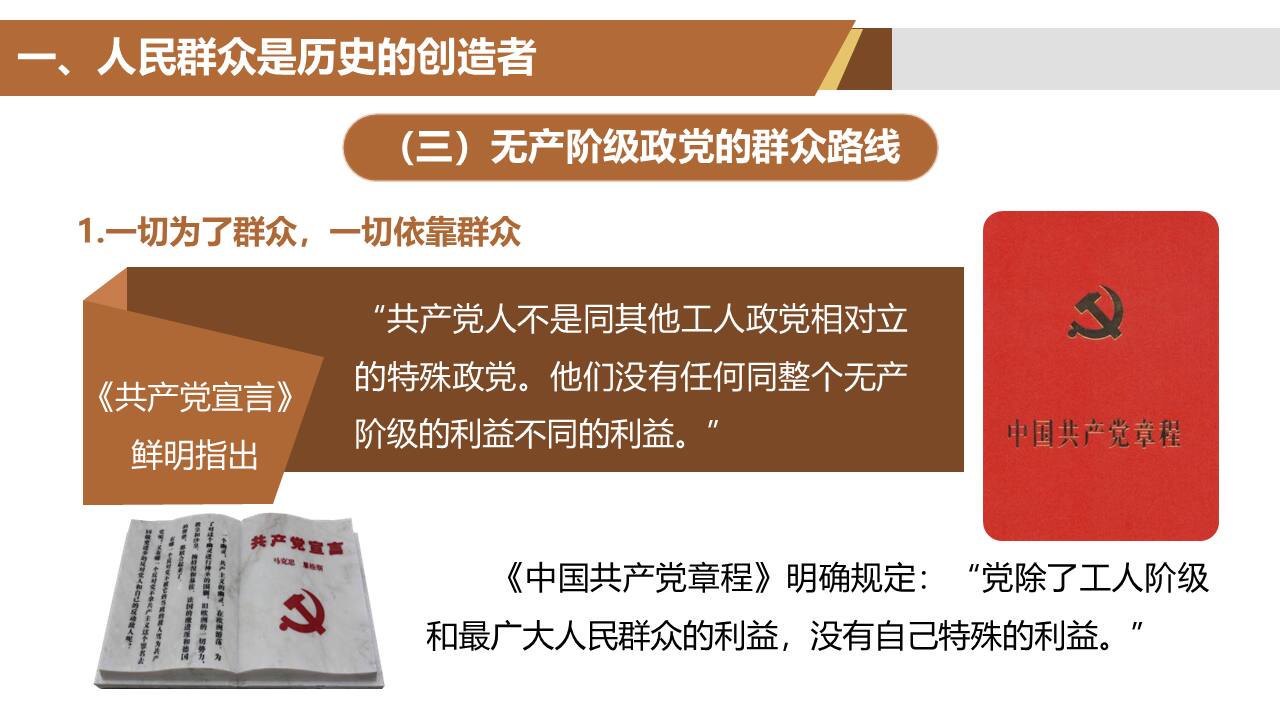 一、人民群众是历史的创造者
（三）无产阶级政党的群众路线
1.一切为了群众，一切依靠群众
“共产党人不是同其他工人政党相对立
的特殊政党。他们没有任何同整个无产
阶级的利益不同的利益。”
《共产党宣言》
鲜明指出
中国共产党章程
共产党宣言
马克思 恩格斯
《中国共产党章程》明确规定：“党除了工人阶级
和最广大人民群众的利益，没有自己特殊的利益。”